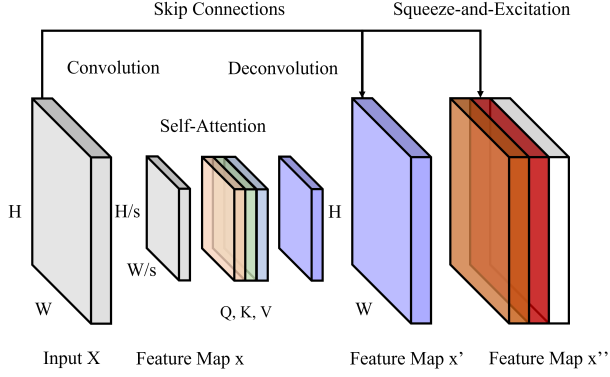 Skip Connections
Squeeze-and-Excitation
Convolution
Deconvolution
Self-Attention
H
H/s
H
W/s
W
W
Q, K, V
Input X
Feature Map x
Feature Map x’
Feature Map x’’